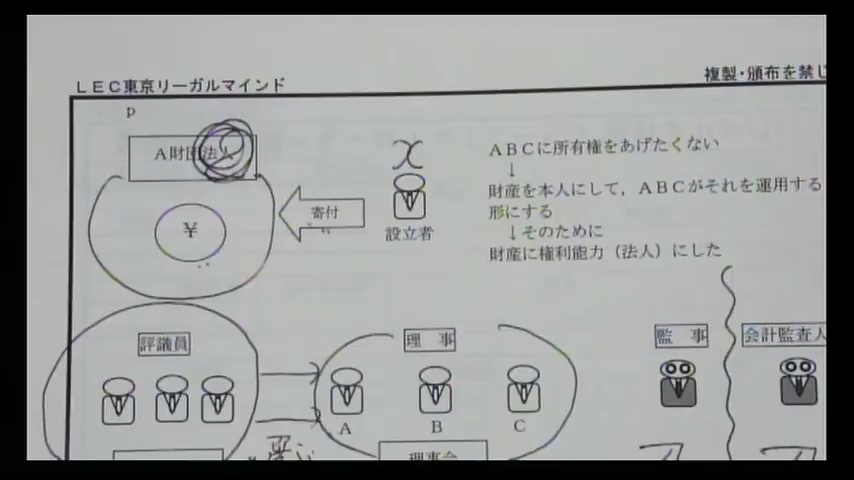 LEC東京リーガルマインド
複製・頒布を禁じ
p
A財団法人
x
ABCに所有権をあげたくない
↓
財産を本人にして，ABCがそれを運用する
形にする
↓そのために
財産に権利能力（法人）にした
寄付
¥
設立者
評議員
理 事
監 事
会計監査人
A
B
C
選ぶ
理事会